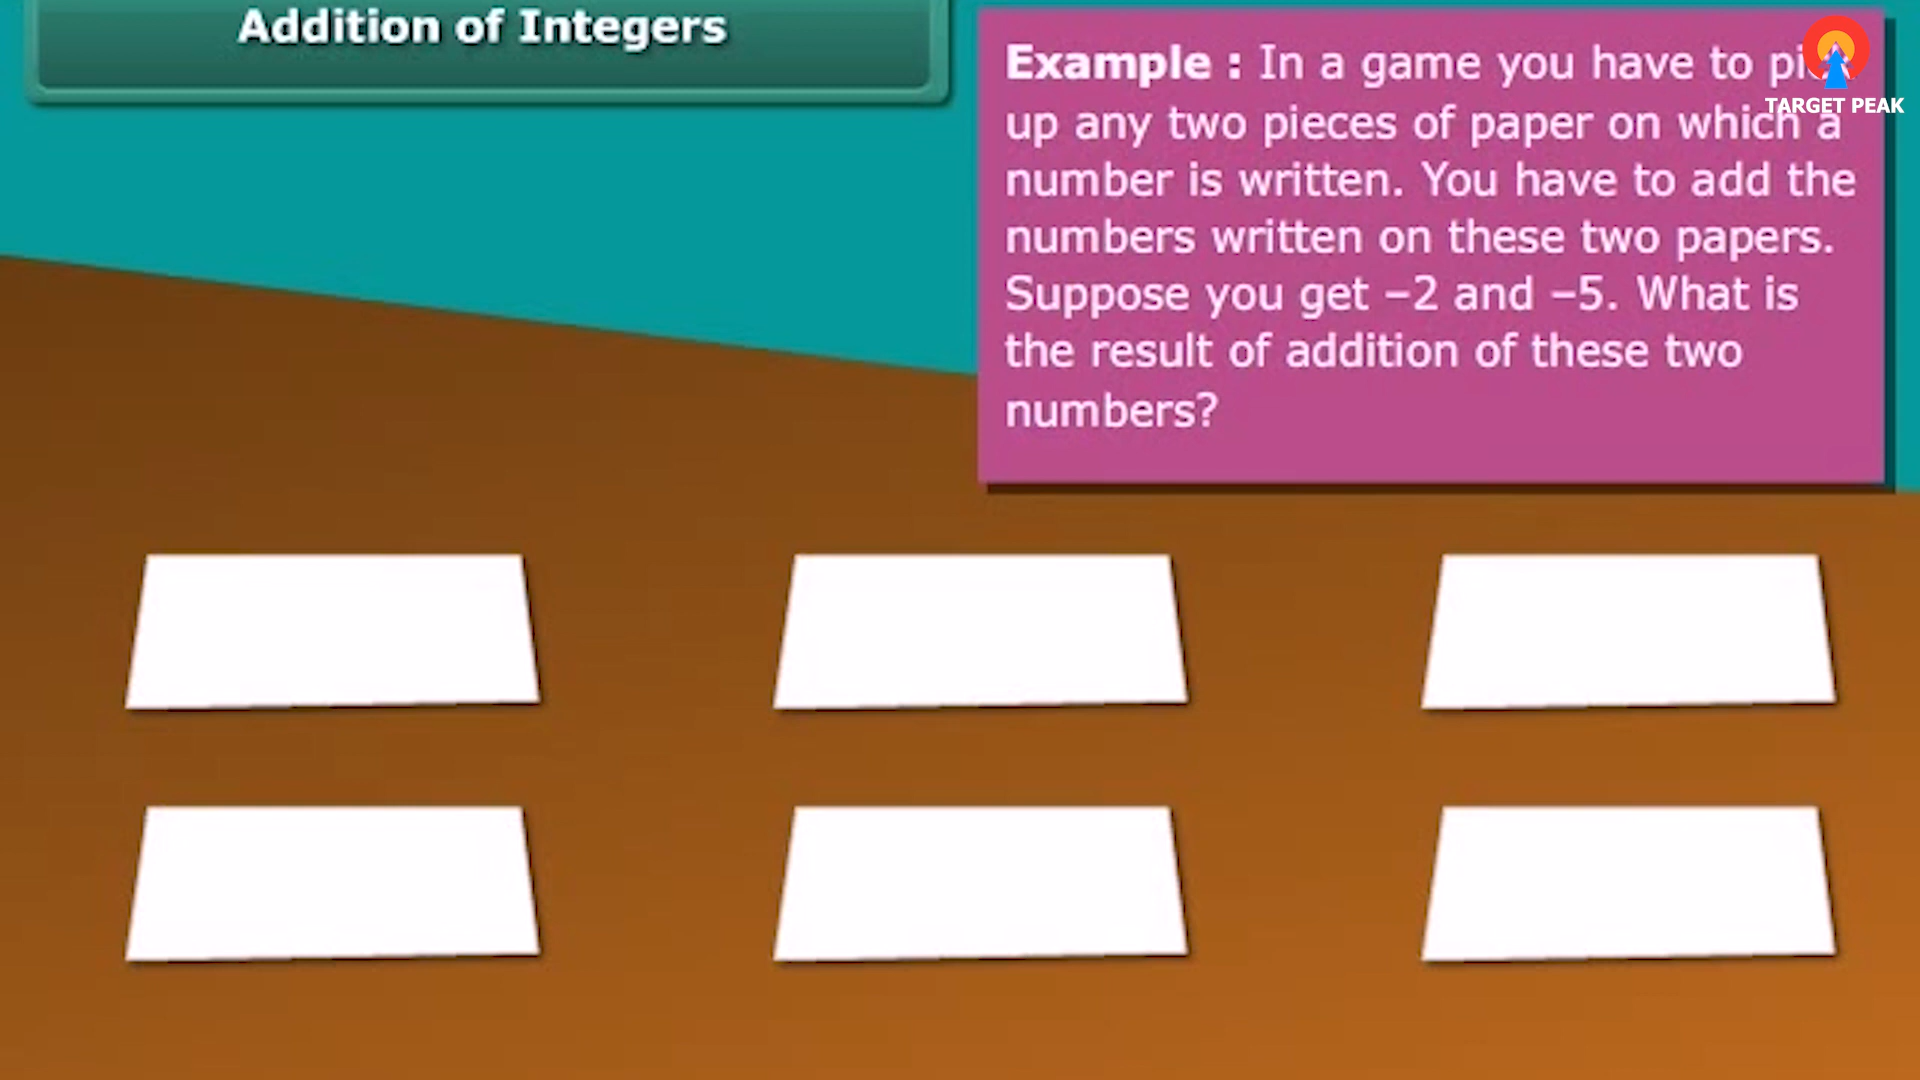 Addition of Integers
Example : In a game you have to
up any two pieces of paper on which a
number is written. You have to add the
numbers written on these two papers.
Suppose you get –2 and –5. What is
the result of addition of these two
numbers?
TARGET PEAK